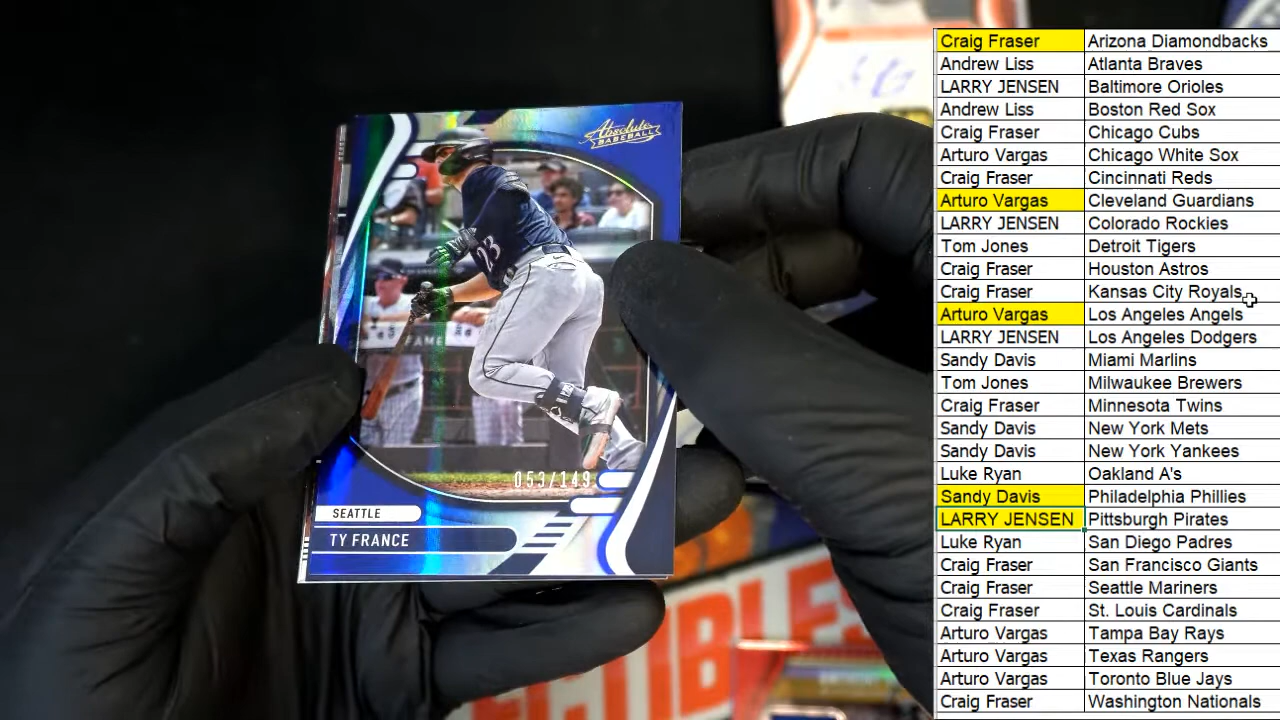 Absolute
BASEBALL
23
FAME
053/149
SEATTLE
TY FRANCE
CTIBLES
Craig Fraser Arizona Diamondbacks
Andrew Liss Atlanta Braves
LARRY JENSEN Baltimore Orioles
Andrew Liss Boston Red Sox
Craig Fraser Chicago Cubs
Arturo Vargas Chicago White Sox
Craig Fraser Cincinnati Reds
Arturo Vargas Cleveland Guardians
LARRY JENSEN Colorado Rockies
Tom Jones Detroit Tigers
Craig Fraser Houston Astros
Craig Fraser Kansas City Royals
Arturo Vargas Los Angeles Angels
LARRY JENSEN Los Angeles Dodgers
Sandy Davis Miami Marlins
Tom Jones Milwaukee Brewers
Craig Fraser Minnesota Twins
Sandy Davis New York Mets
Sandy Davis New York Yankees
Luke Ryan Oakland A's
Sandy Davis Philadelphia Phillies
LARRY JENSEN Pittsburgh Pirates
Luke Ryan San Diego Padres
Craig Fraser San Francisco Giants
Craig Fraser Seattle Mariners
Craig Fraser St. Louis Cardinals
Arturo Vargas Tampa Bay Rays
Arturo Vargas Texas Rangers
Arturo Vargas Toronto Blue Jays
Craig Fraser Washington Nationals